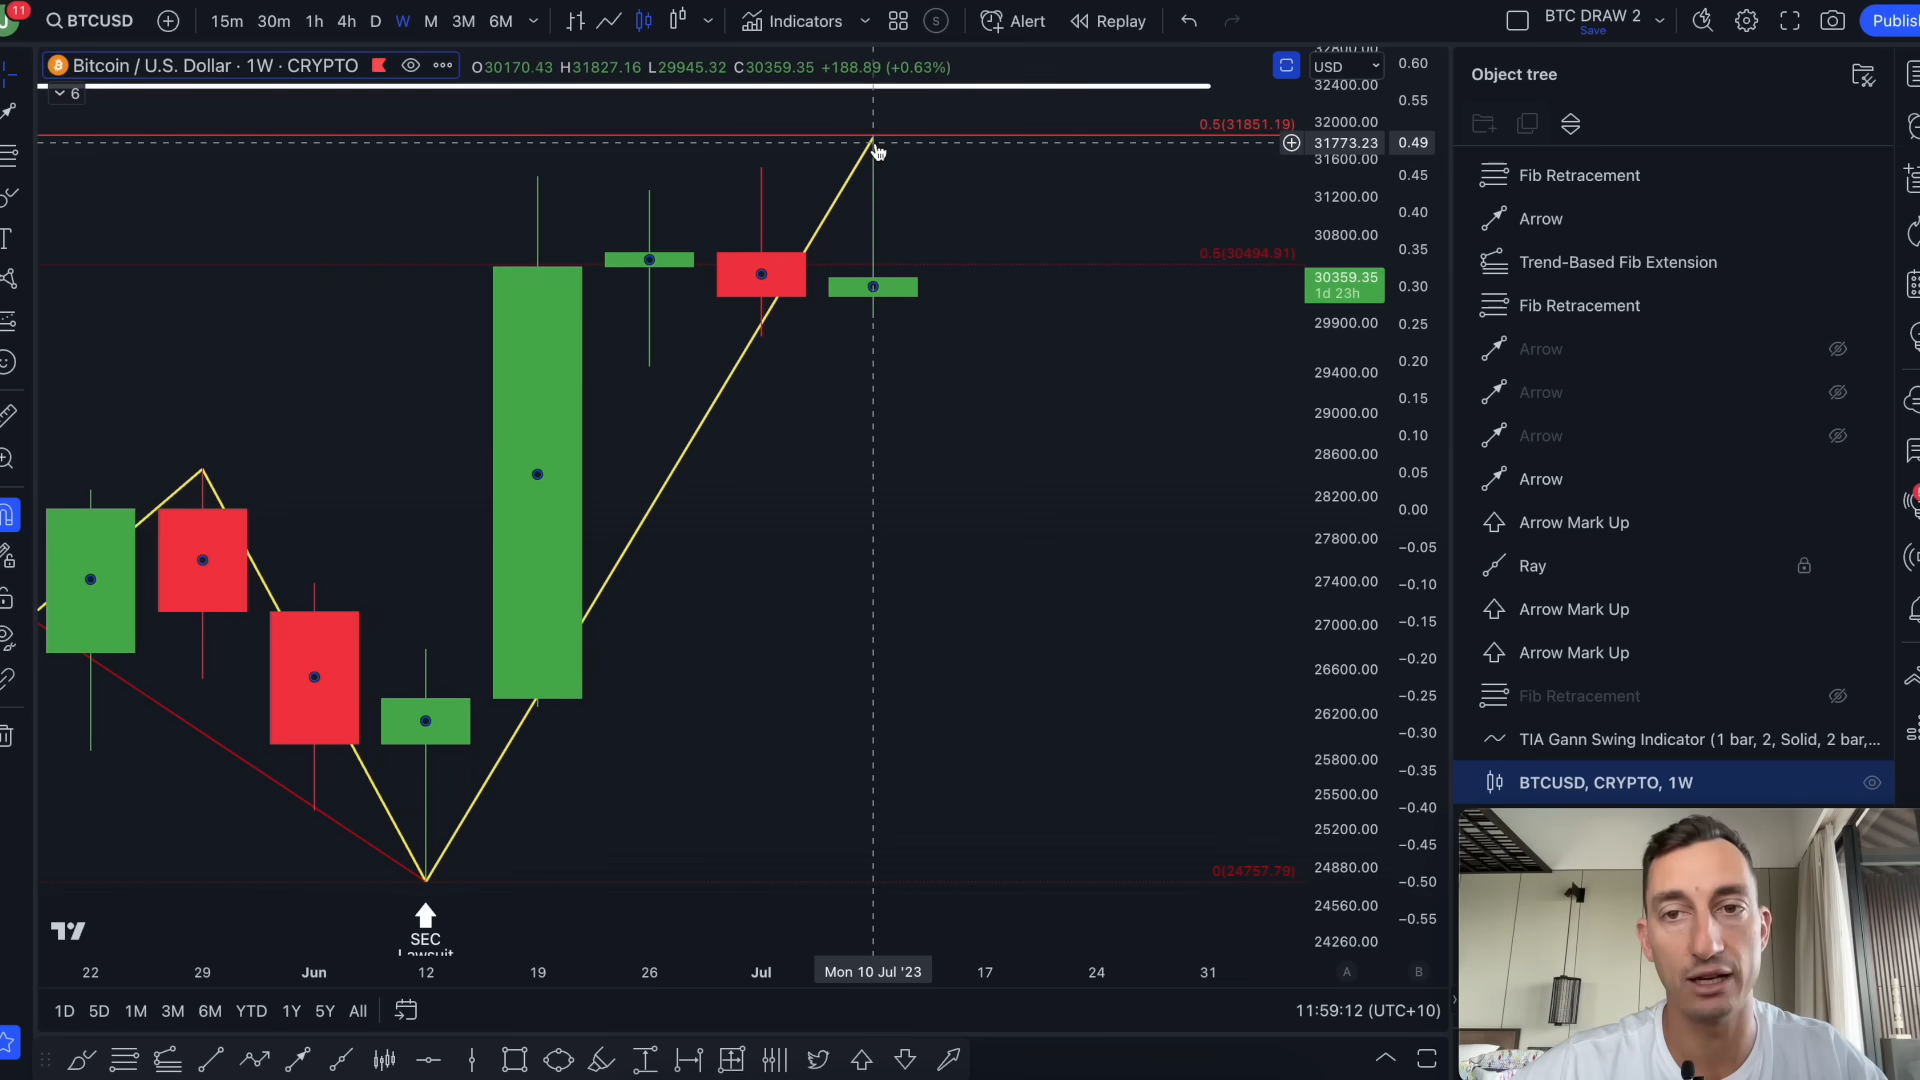 11
BTCUSD
15m 30m 1h 4h D W M 3M 6M
Indicators
S
Alert
Replay
BTC DRAW 2
Save
Publis
Bitcoin / U.S. Dollar · 1W · CRYPTO
O30170.43 H31827.16 L29945.32 C30359.35 +188.89 (+0.63%)
6
USD
32800.00
32400.00
32000.00
31773.23
31600.00
31200.00
30800.00
30359.35
1d 23h
29900.00
29400.00
29000.00
28600.00
28200.00
27800.00
27400.00
27000.00
26600.00
26200.00
25800.00
25500.00
25200.00
24880.00
24560.00
24260.00
0.60
0.55
0.49
0.45
0.40
0.35
0.30
0.25
0.20
0.15
0.10
0.05
0.00
−0.05
−0.10
−0.15
−0.20
−0.25
−0.30
−0.35
−0.40
−0.45
−0.50
−0.55
0.5(31851.19)
0.5(30494.91)
0(24757.79)
SEC
Lawsuit
22 29 Jun 12 19 26 Jul Mon 10 Jul '23 17 24 31
A B
1D 5D 1M 3M 6M YTD 1Y 5Y All
11:59:12 (UTC+10)
Object tree
Fib Retracement
Arrow
Trend-Based Fib Extension
Fib Retracement
Arrow
Arrow
Arrow
Arrow
Arrow Mark Up
Ray
Arrow Mark Up
Arrow Mark Up
Fib Retracement
TIA Gann Swing Indicator (1 bar, 2, Solid, 2 bar,...
BTCUSD, CRYPTO, 1W